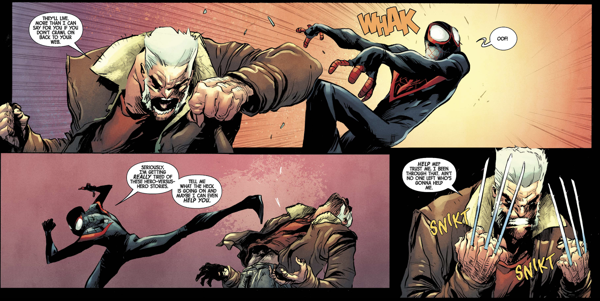 THEY'LL LIVE.
MORE THAN I CAN
SAY FOR YOU IF YOU
DON'T CRAWL ON
BACK TO YOUR
WEB.
WHAK
OOF!
SERIOUSLY,
I'M GETTING
REALLY TIRED OF
THESE HERO-VERSUS-
HERO STORIES.
TELL ME
WHAT THE HECK
IS GOING ON AND
MAYBE I CAN EVEN
HELP YOU.
HELP ME?
TRUST ME, I BEEN
THROUGH THAT. AIN'T
NO ONE LEFT WHO'S
GONNA HELP
ME.
SNIKT
SNIKT